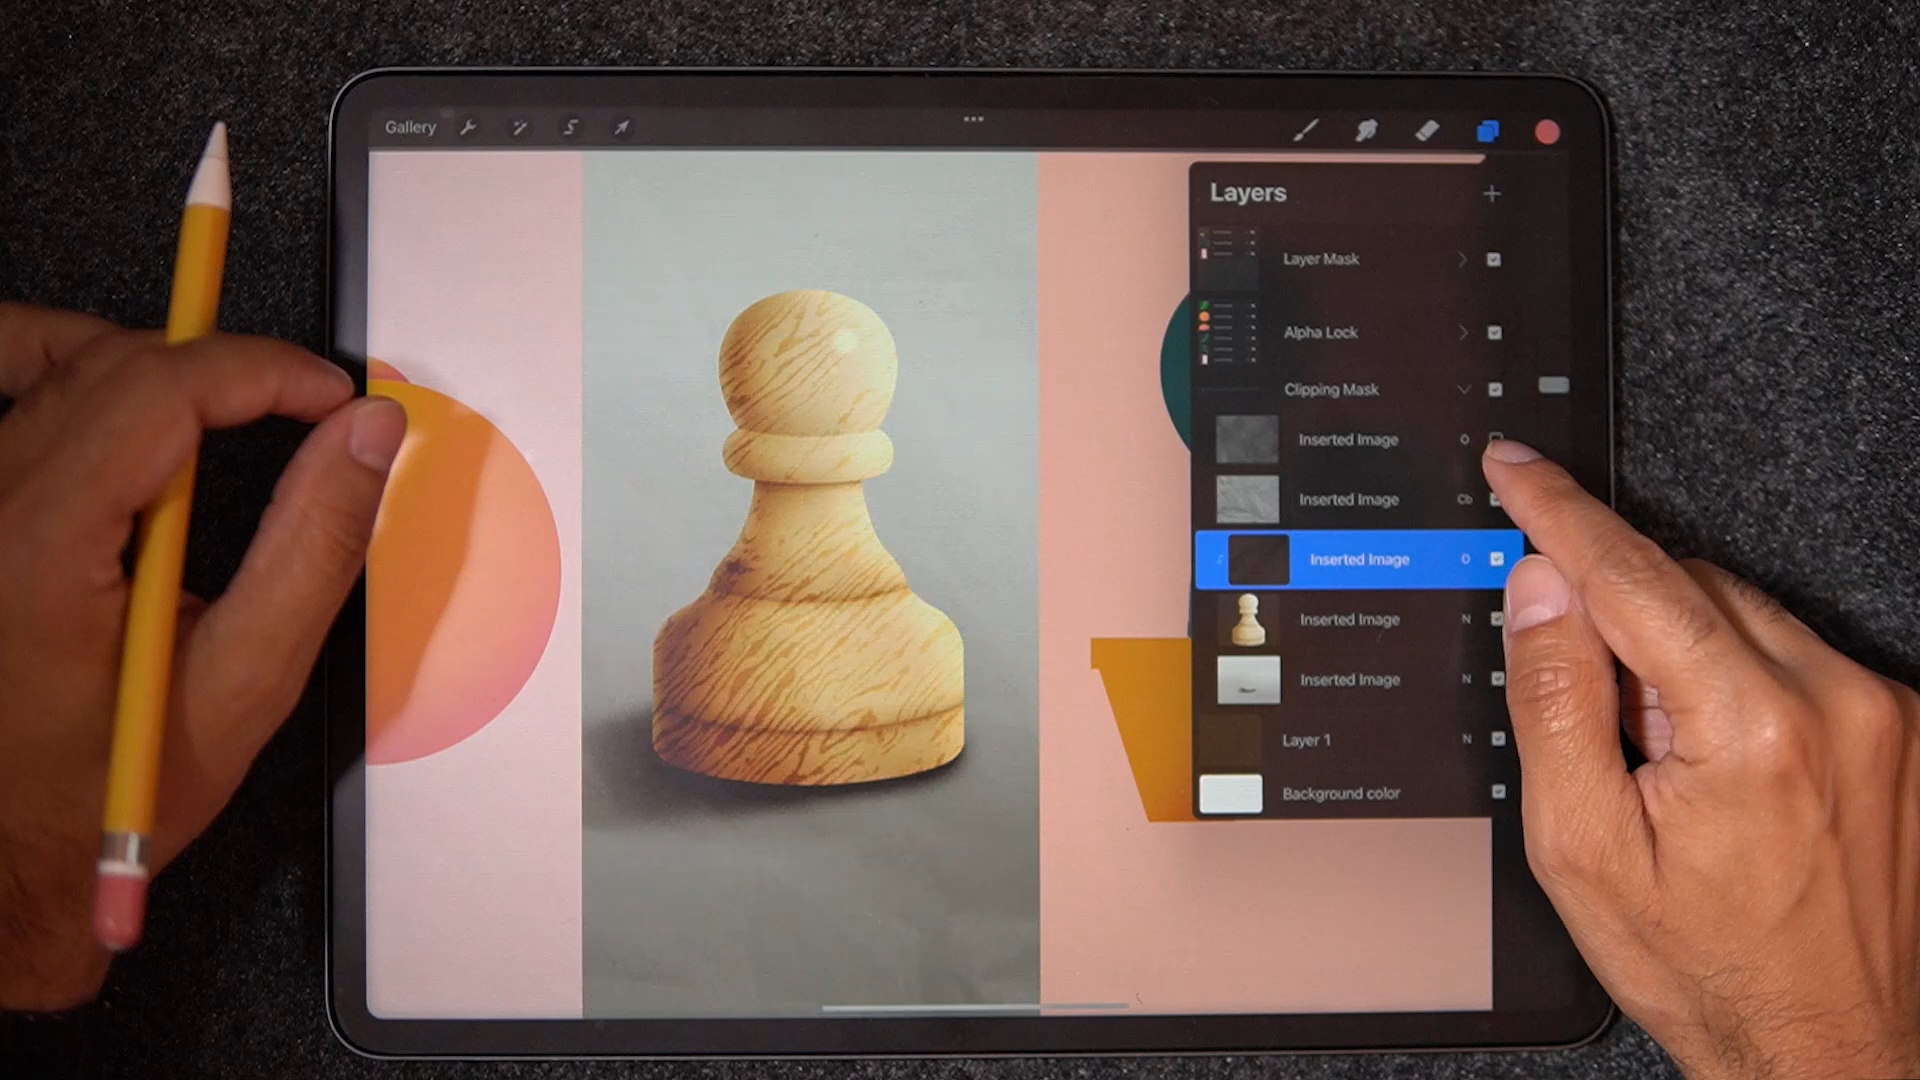 Gallery
Layers
Layer Mask
Alpha Lock
Clipping Mask
Inserted Image O
Inserted Image Cb
Inserted Image O
Inserted Image N
Inserted Image N
Layer 1 N
Background color